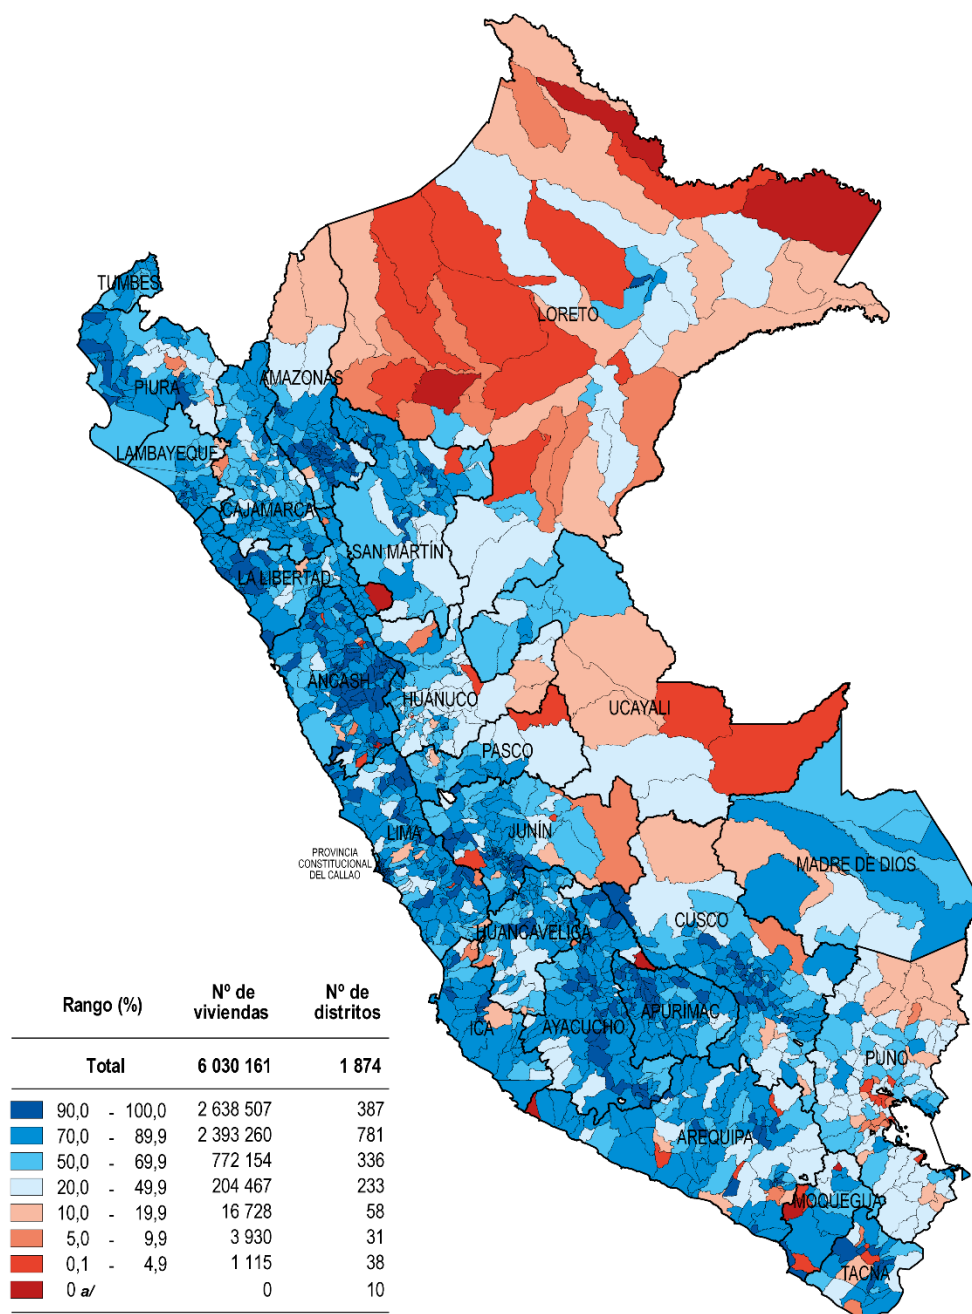 TUMBES
LORETO
PIURA
AMAZONAS
LAMBAYEQUE
CAJAMARCA
SAN MARTÍN
LA LIBERTAD
ANCASH
HUANUCO
UCAYALI
PASCO
LIMA
JUNÍN
PROVINCIA
CONSTITUCIONAL
DEL CALLAO
MADRE DE DIOS
HUANCAVELICA
CUSCO
ICA
AYACUCHO
APURIMAC
PUNO
AREQUIPA
MOQUEGUA
TACNA
Rango (%) Nº de viviendas Nº de distritos
Total 6 030 161 1 874
90,0 - 100,0 2 638 507 387
70,0 - 89,9 2 393 260 781
50,0 - 69,9 772 154 336
20,0 - 49,9 204 467 233
10,0 - 19,9 16 728 58
5,0 - 9,9 3 930 31
0,1 - 4,9 1 115 38
0 a/ 0 10